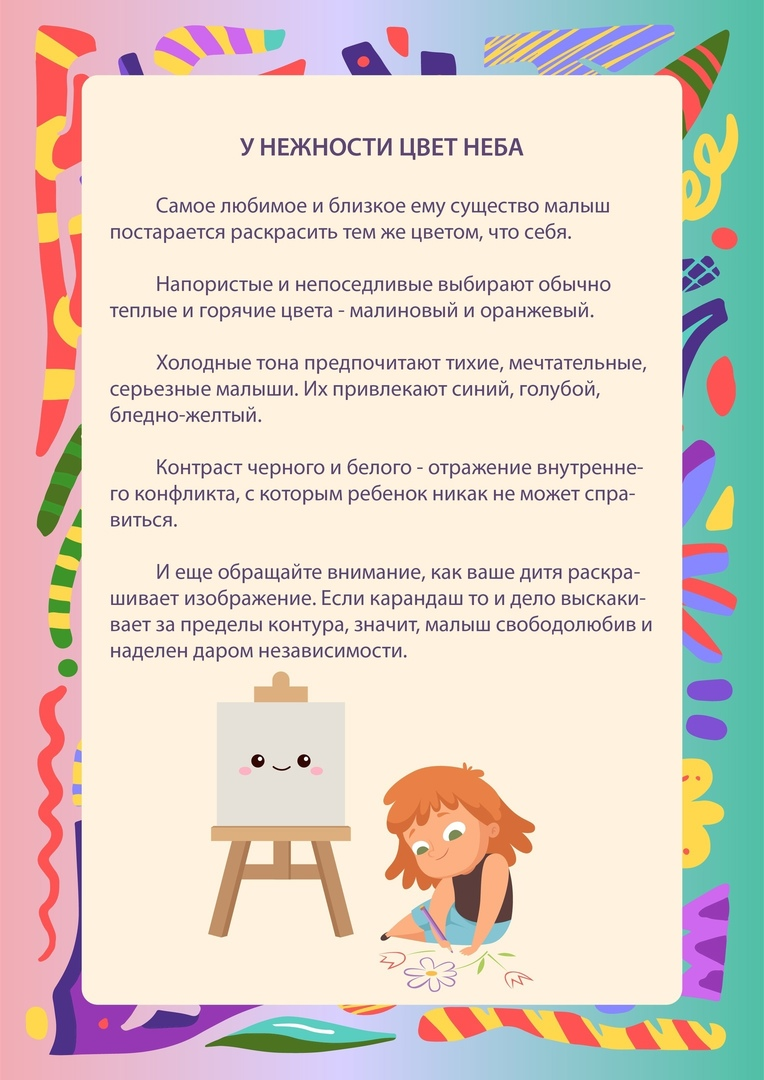 У НЕЖНОСТИ ЦВЕТ НЕБА
Самое любимое и близкое ему существо малыш
постарается раскрасить тем же цветом, что себя.
Напористые и непоседливые выбирают обычно
теплые и горячие цвета - малиновый и оранжевый.
Холодные тона предпочитают тихие, мечтательные,
серьезные малыши. Их привлекают синий, голубой,
бледно-желтый.
Контраст черного и белого - отражение внутренне-
го конфликта, с которым ребенок никак не может спра-
виться.
И еще обращайте внимание, как ваше дитя раскра-
шивает изображение. Если карандаш то и дело выскаки-
вает за пределы контура, значит, малыш свободолюбив и
наделен даром независимости.